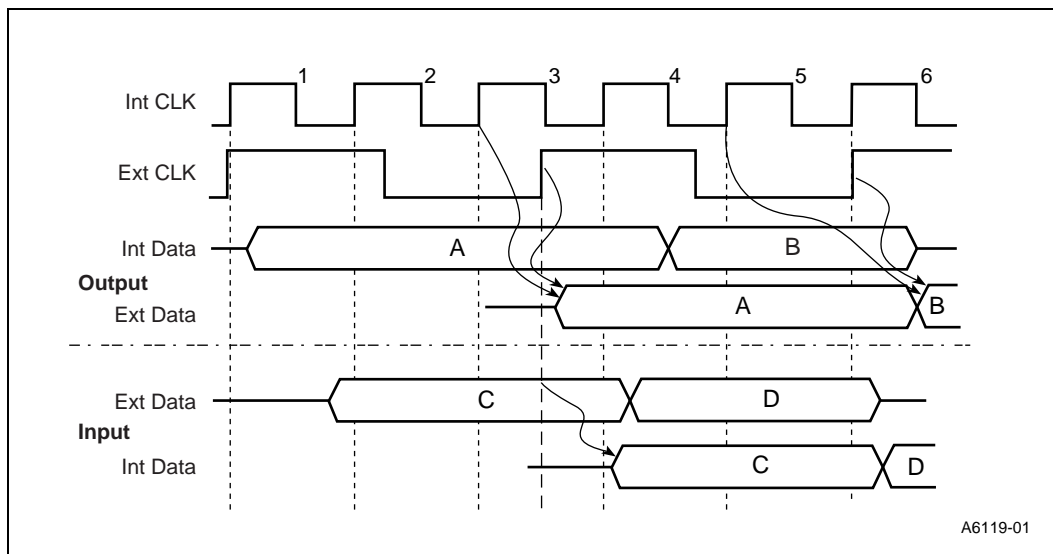 1 2 3 4 5 6
Int CLK
Ext CLK
Int Data A B
Output
Ext Data A B
Ext Data C D
Input
Int Data C D
A6119-01